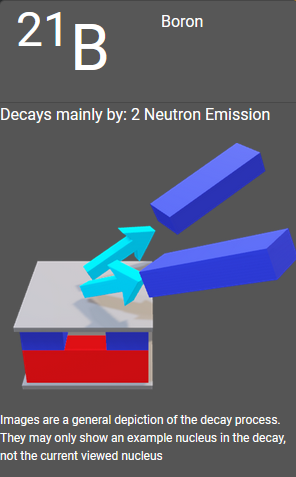 21B Boron
Decays mainly by: 2 Neutron Emission
Images are a general depiction of the decay process.
They may only show an example nucleus in the decay,
not the current viewed nucleus